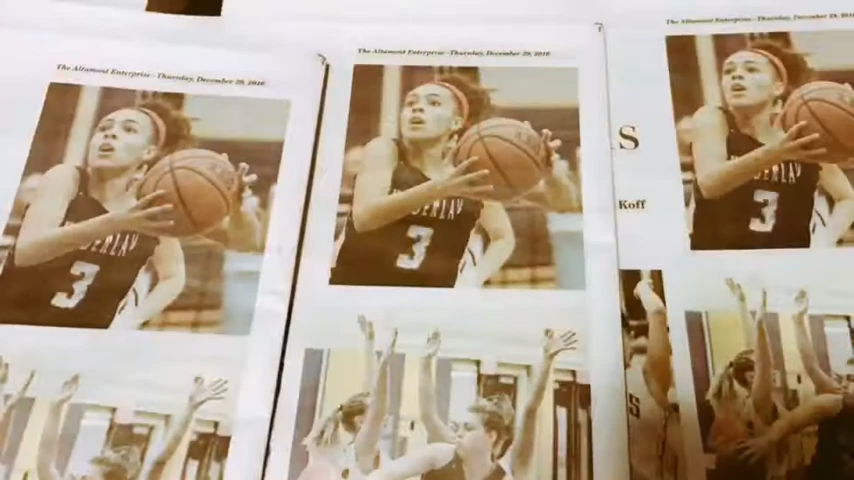 The Altamont Enterprise – Thursday, December 29, 2016
The Altamont Enterprise – Thursday, December 29, 2016
The Altamont Enterprise – Thursday, December 29, 2016
S
Koff
3
3
3
s